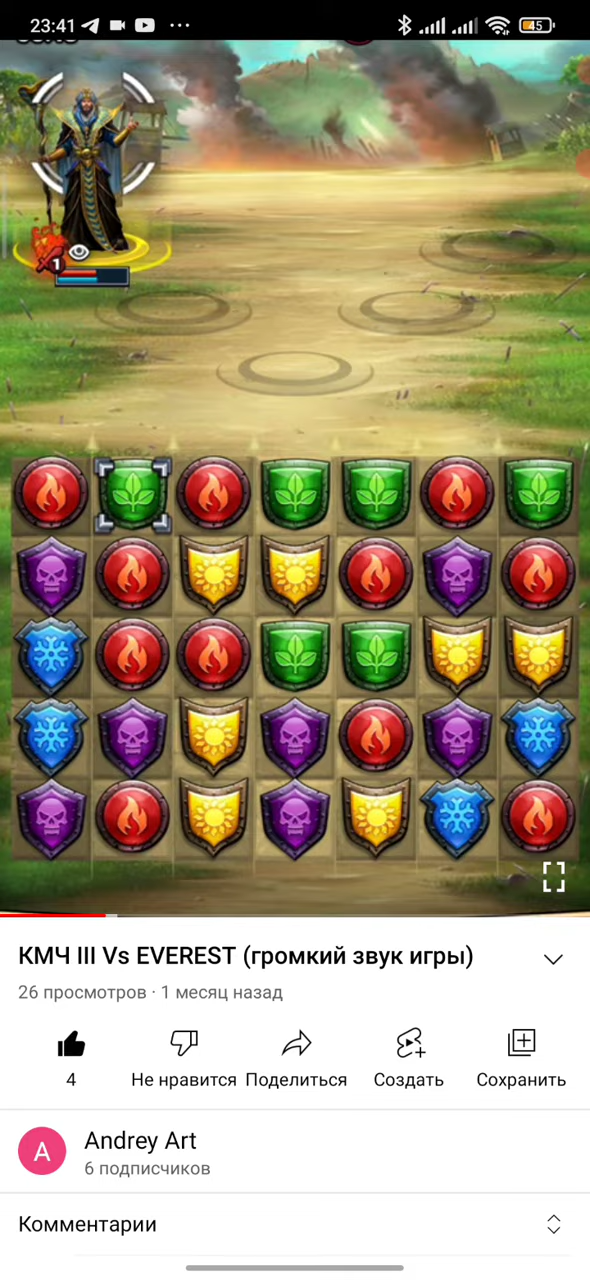 23:41
45
1
КМЧ III Vs EVEREST (громкий звук игры)
26 просмотров · 1 месяц назад
4
Не нравится
Поделиться
Создать
Сохранить
A
Andrey Art
6 подписчиков
Комментарии